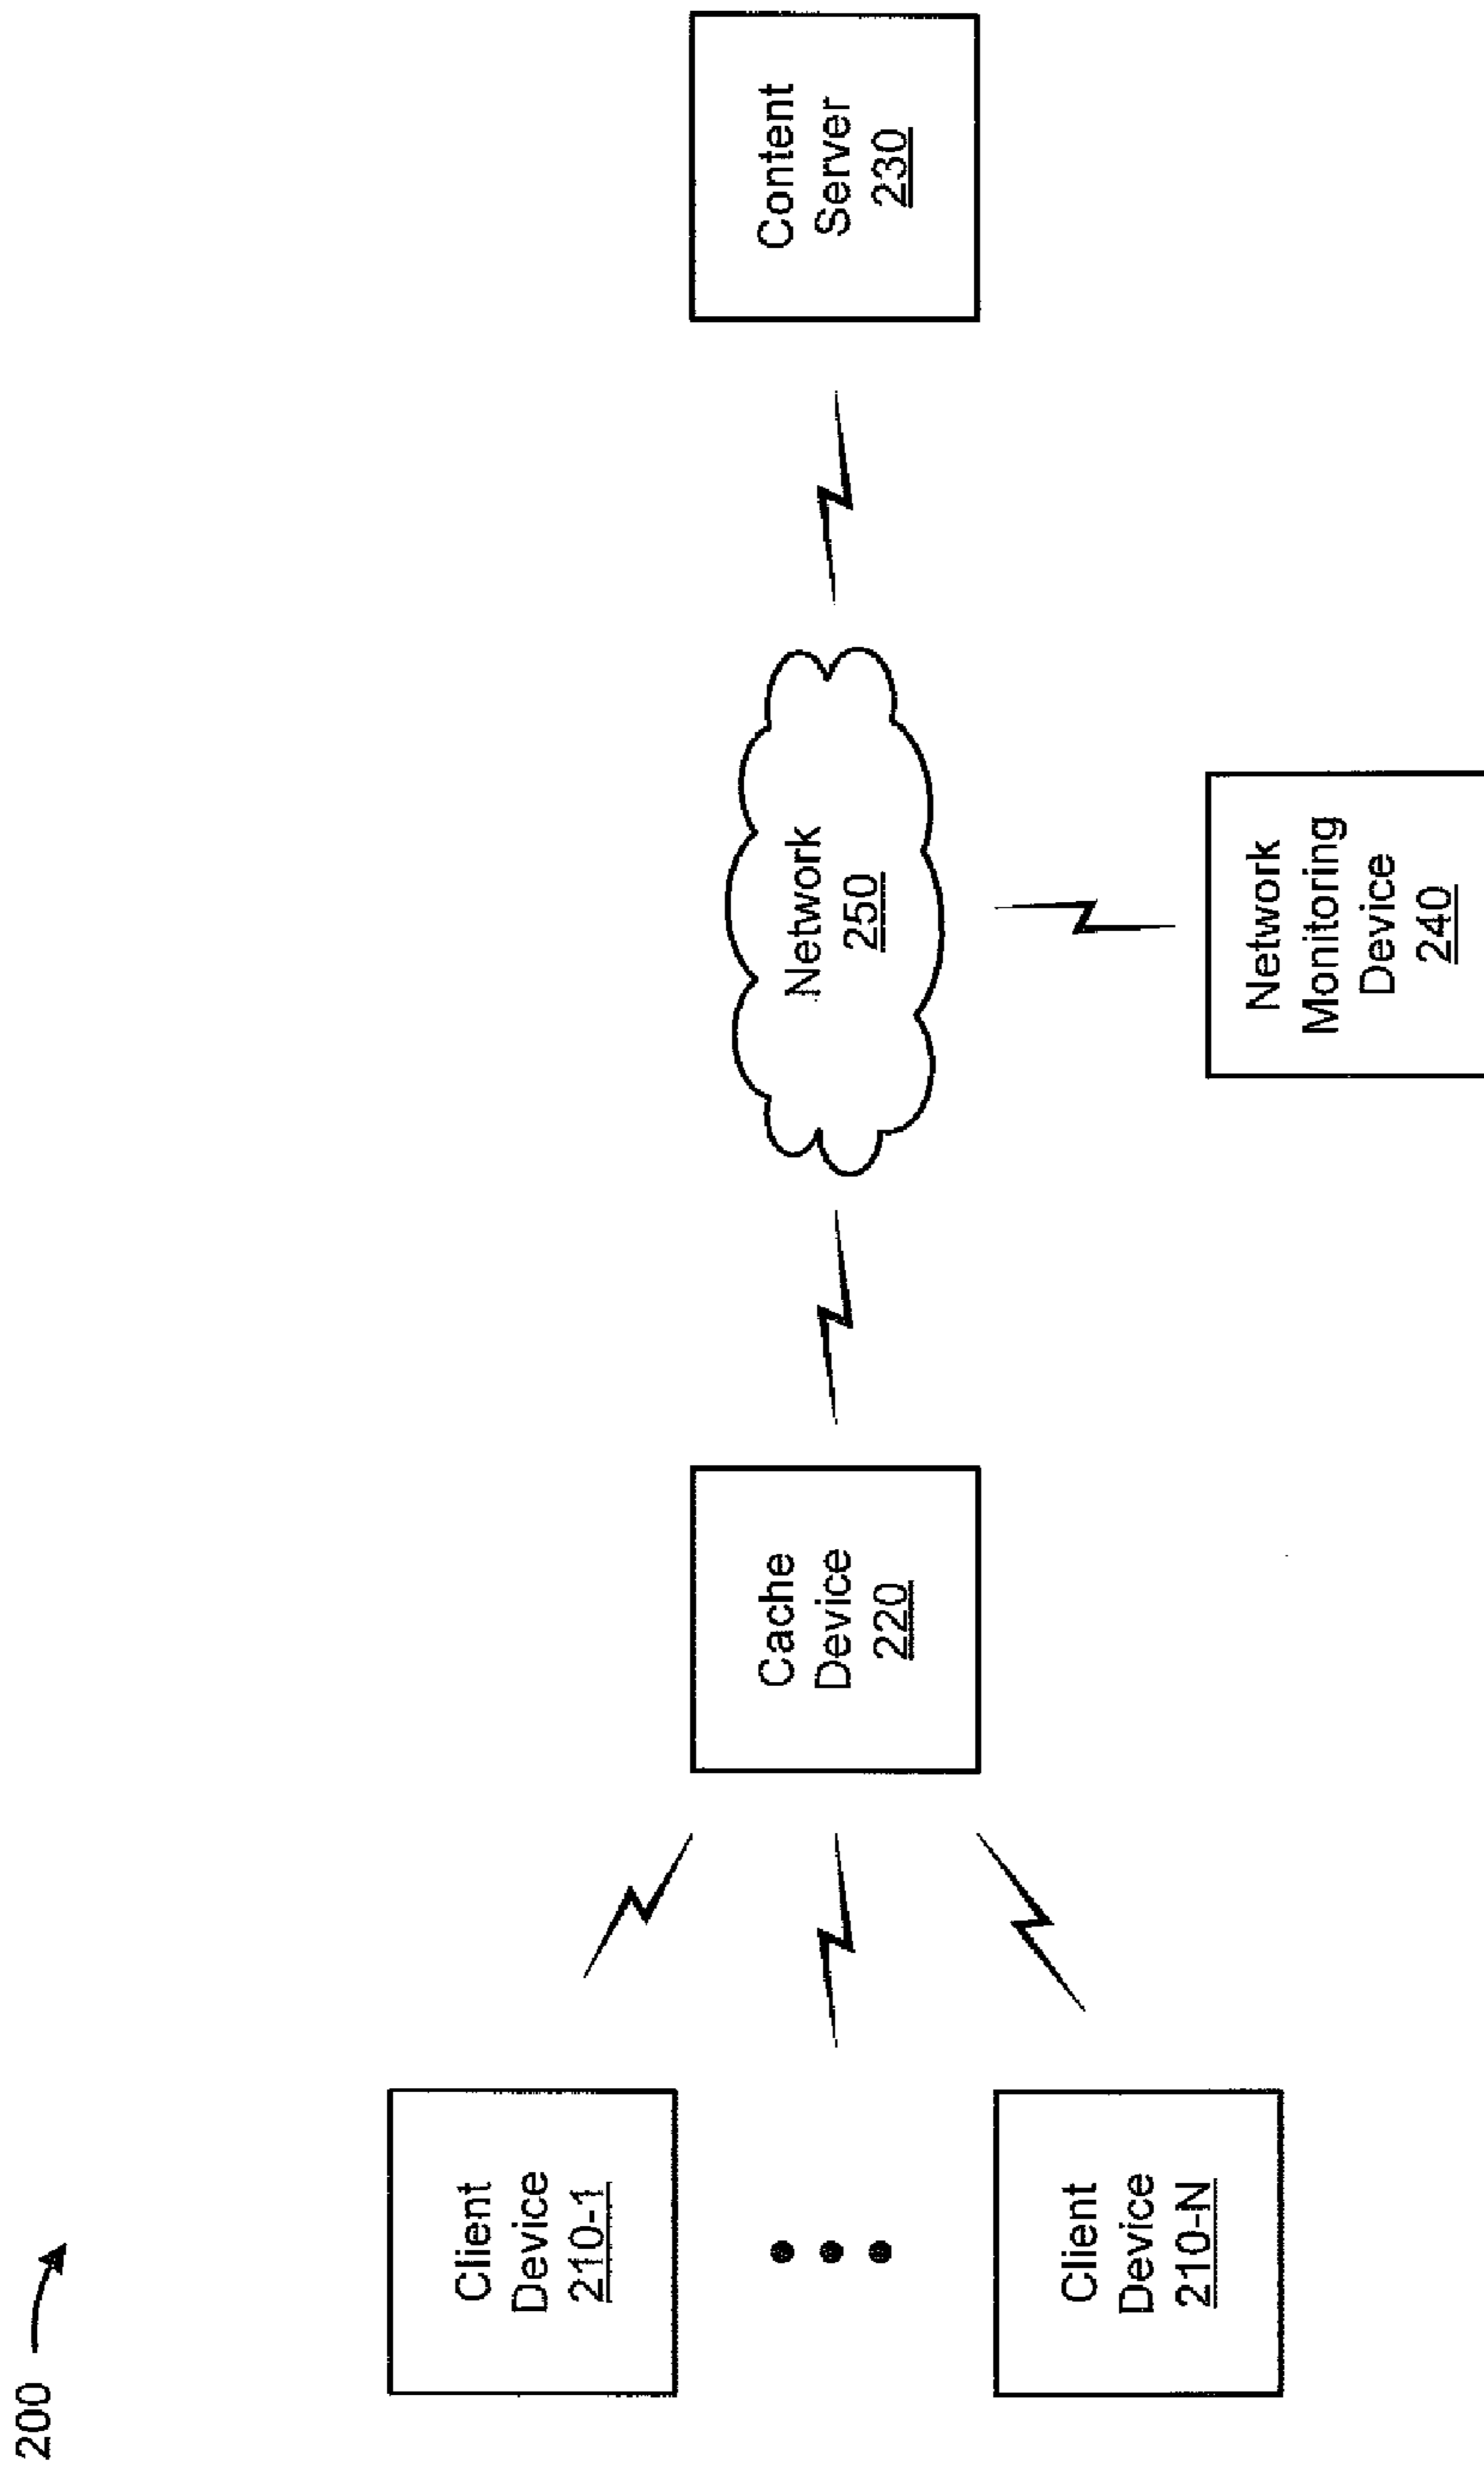 200
Client
Device
210-1
Client
Device
210-N
Cache
Device
220
Network
250
Network
Monitoring
Device
240
Content
Server
230